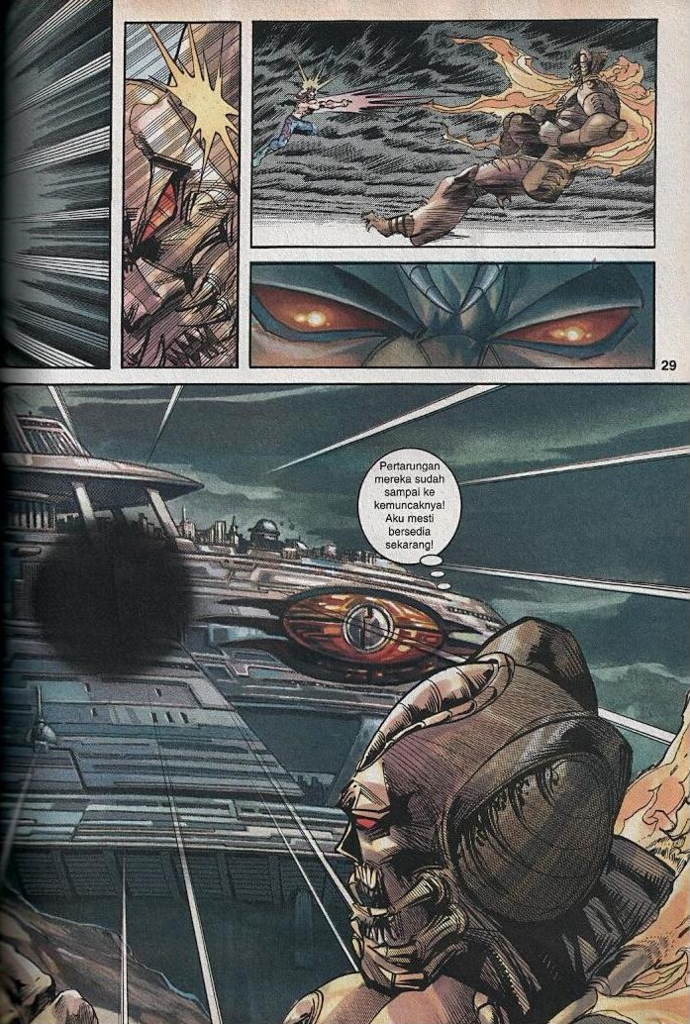 29
Pertarungan
mereka sudah
sampai ke
kemuncaknya!
Aku mesti
bersedia
sekarang!